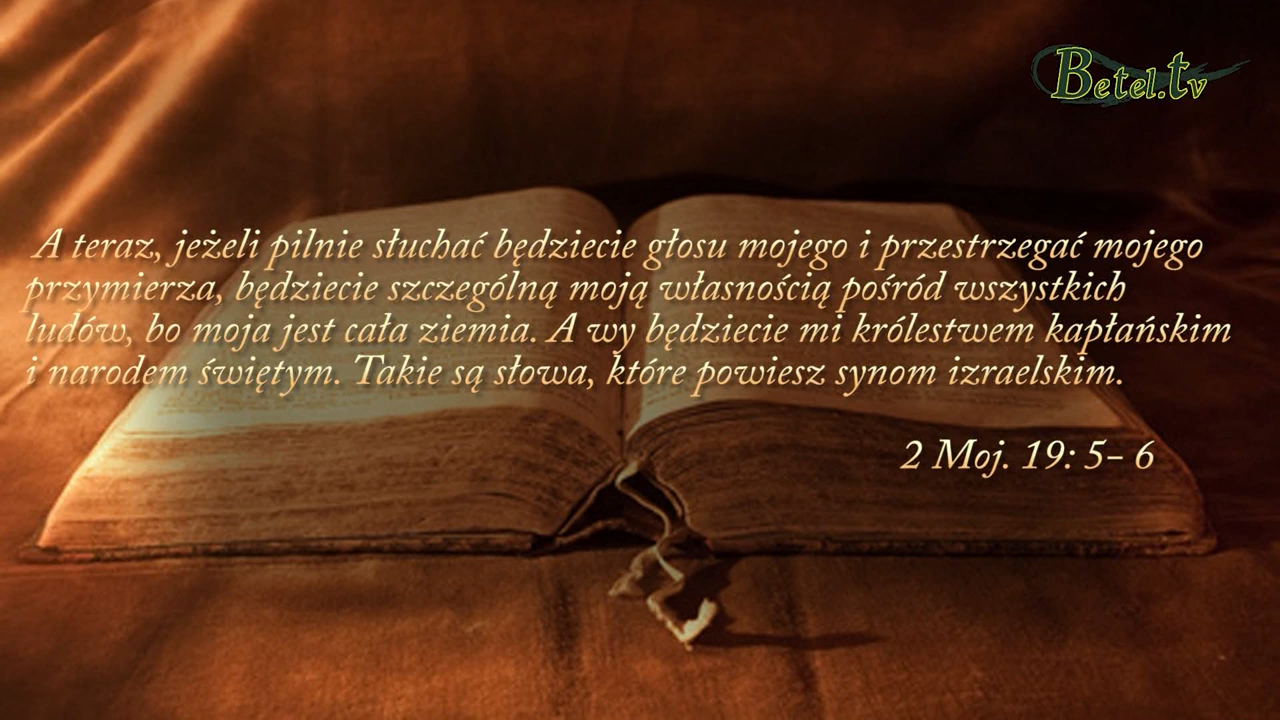 Betel.tv
A teraz, jeżeli pilnie słuchać będziecie głosu mojego i przestrzegać mojego
przymierza, będziecie szczególną moją własnością pośród wszystkich
ludów, bo moja jest cała ziemia. A wy będziecie mi królestwem kapłańskim
i narodem świętym. Takie są słowa, które powiesz synom izraelskim.
2 Moj. 19: 5- 6